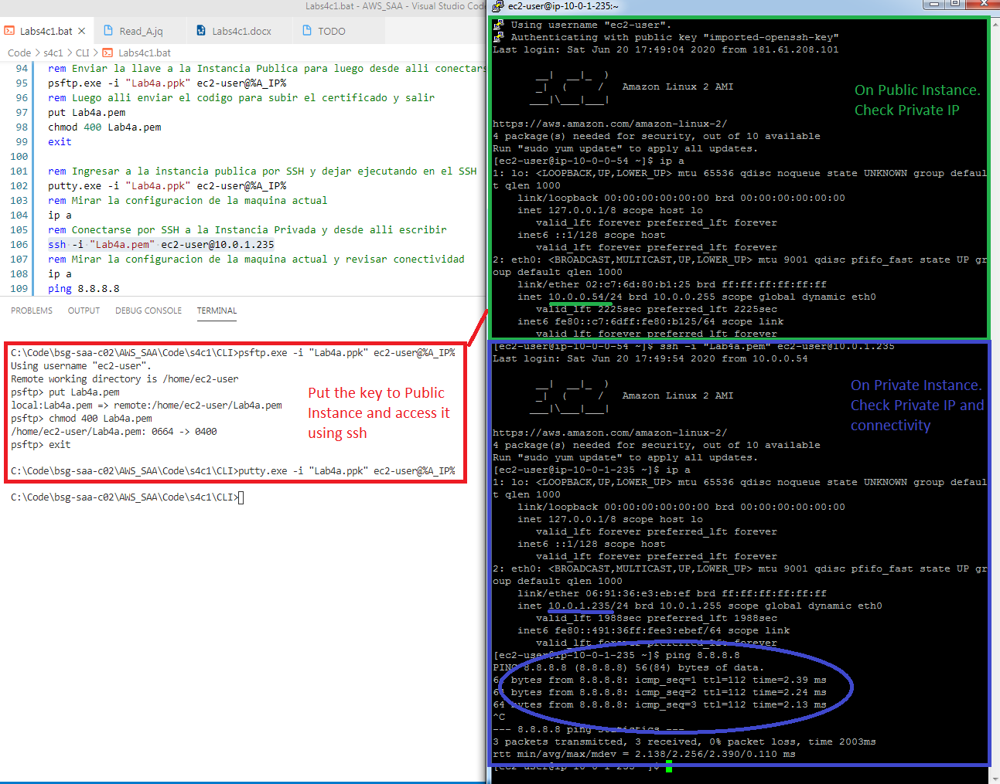 Labs4c1.bat - AWS_SAA - Visual Studio Code
Labs4c1.bat
Read_A.jq
Labs4c1.docx
TODO
Code > s4c1 > CLI > Labs4c1.bat
94 rem Enviar la llave a la Instancia Publica para luego desde alli conectars
95 psftp.exe -i "Lab4a.ppk" ec2-user@%A_IP%
96 rem Luego alli enviar el codigo para subir el certificado y salir
97 put Lab4a.pem
98 chmod 400 Lab4a.pem
99 exit
100
101 rem Ingresar a la instancia publica por SSH y dejar ejecutando en el SSH
102 putty.exe -i "Lab4a.ppk" ec2-user@%A_IP%
103 rem Mirar la configuracion de la maquina actual
104 ip a
105 rem Conectarse por SSH a la Instancia Privada y desde alli escribir
106 ssh -i "Lab4a.pem" ec2-user@10.0.1.235
107 rem Mirar la configuracion de la maquina actual y revisar conectividad
108 ip a
109 ping 8.8.8.8
PROBLEMS OUTPUT DEBUG CONSOLE TERMINAL
C:\Code\bsg-saa-c02\AWS_SAA\Code\s4c1\CLI>psftp.exe -i "Lab4a.ppk" ec2-user@%A_IP%
Using username "ec2-user".
Remote working directory is /home/ec2-user
psftp> put Lab4a.pem
local:Lab4a.pem => remote:/home/ec2-user/Lab4a.pem
psftp> chmod 400 Lab4a.pem
/home/ec2-user/Lab4a.pem: 0664 -> 0400
psftp> exit
C:\Code\bsg-saa-c02\AWS_SAA\Code\s4c1\CLI>putty.exe -i "Lab4a.ppk" ec2-user@%A_IP%
C:\Code\bsg-saa-c02\AWS_SAA\Code\s4c1\CLI>
Put the key to Public
Instance and access it
using ssh
ec2-user@ip-10-0-1-235:~
Using username "ec2-user".
Authenticating with public key "imported-openssh-key"
Last login: Sat Jun 20 17:49:04 2020 from 181.61.208.101
       __|  __|_  )
       _|  (     /   Amazon Linux 2 AMI
      ___|\___|___|
https://aws.amazon.com/amazon-linux-2/
4 package(s) needed for security, out of 10 available
Run "sudo yum update" to apply all updates.
[ec2-user@ip-10-0-0-54 ~]$ ip a
1: lo: <LOOPBACK,UP,LOWER_UP> mtu 65536 qdisc noqueue state UNKNOWN group defaul
t qlen 1000
link/loopback 00:00:00:00:00:00 brd 00:00:00:00:00:00
inet 127.0.0.1/8 scope host lo
valid_lft forever preferred_lft forever
inet6 ::1/128 scope host
valid_lft forever preferred_lft forever
2: eth0: <BROADCAST,MULTICAST,UP,LOWER_UP> mtu 9001 qdisc pfifo_fast state UP gr
oup default qlen 1000
link/ether 02:c7:6d:80:b1:25 brd ff:ff:ff:ff:ff:ff
inet 10.0.0.54/24 brd 10.0.0.255 scope global dynamic eth0
valid_lft 2225sec preferred_lft 2225sec
inet6 fe80::c7:6dff:fe80:b125/64 scope link
valid_lft forever preferred_lft forever
On Public Instance.
Check Private IP
[ec2-user@ip-10-0-0-54 ~]$ ssh -i "Lab4a.pem" ec2-user@10.0.1.235
Last login: Sat Jun 20 17:49:54 2020 from 10.0.0.54
       __|  __|_  )
       _|  (     /   Amazon Linux 2 AMI
      ___|\___|___|
https://aws.amazon.com/amazon-linux-2/
4 package(s) needed for security, out of 10 available
Run "sudo yum update" to apply all updates.
[ec2-user@ip-10-0-1-235 ~]$ ip a
1: lo: <LOOPBACK,UP,LOWER_UP> mtu 65536 qdisc noqueue state UNKNOWN group defaul
t qlen 1000
link/loopback 00:00:00:00:00:00 brd 00:00:00:00:00:00
inet 127.0.0.1/8 scope host lo
valid_lft forever preferred_lft forever
inet6 ::1/128 scope host
valid_lft forever preferred_lft forever
2: eth0: <BROADCAST,MULTICAST,UP,LOWER_UP> mtu 9001 qdisc pfifo_fast state UP gr
oup default qlen 1000
link/ether 06:91:36:e3:eb:ef brd ff:ff:ff:ff:ff:ff
inet 10.0.1.235/24 brd 10.0.1.255 scope global dynamic eth0
valid_lft 1988sec preferred_lft 1988sec
inet6 fe80::491:36ff:fee3:ebef/64 scope link
valid_lft forever preferred_lft forever
[ec2-user@ip-10-0-1-235 ~]$ ping 8.8.8.8
PING 8.8.8.8 (8.8.8.8) 56(84) bytes of data.
64 bytes from 8.8.8.8: icmp_seq=1 ttl=112 time=2.39 ms
64 bytes from 8.8.8.8: icmp_seq=2 ttl=112 time=2.24 ms
64 bytes from 8.8.8.8: icmp_seq=3 ttl=112 time=2.13 ms
^C
--- 8.8.8.8 ping statistics ---
3 packets transmitted, 3 received, 0% packet loss, time 2003ms
rtt min/avg/max/mdev = 2.138/2.256/2.390/0.110 ms
[ec2-user@ip-10-0-1-235 ~]$
On Private Instance.
Check Private IP and
connectivity